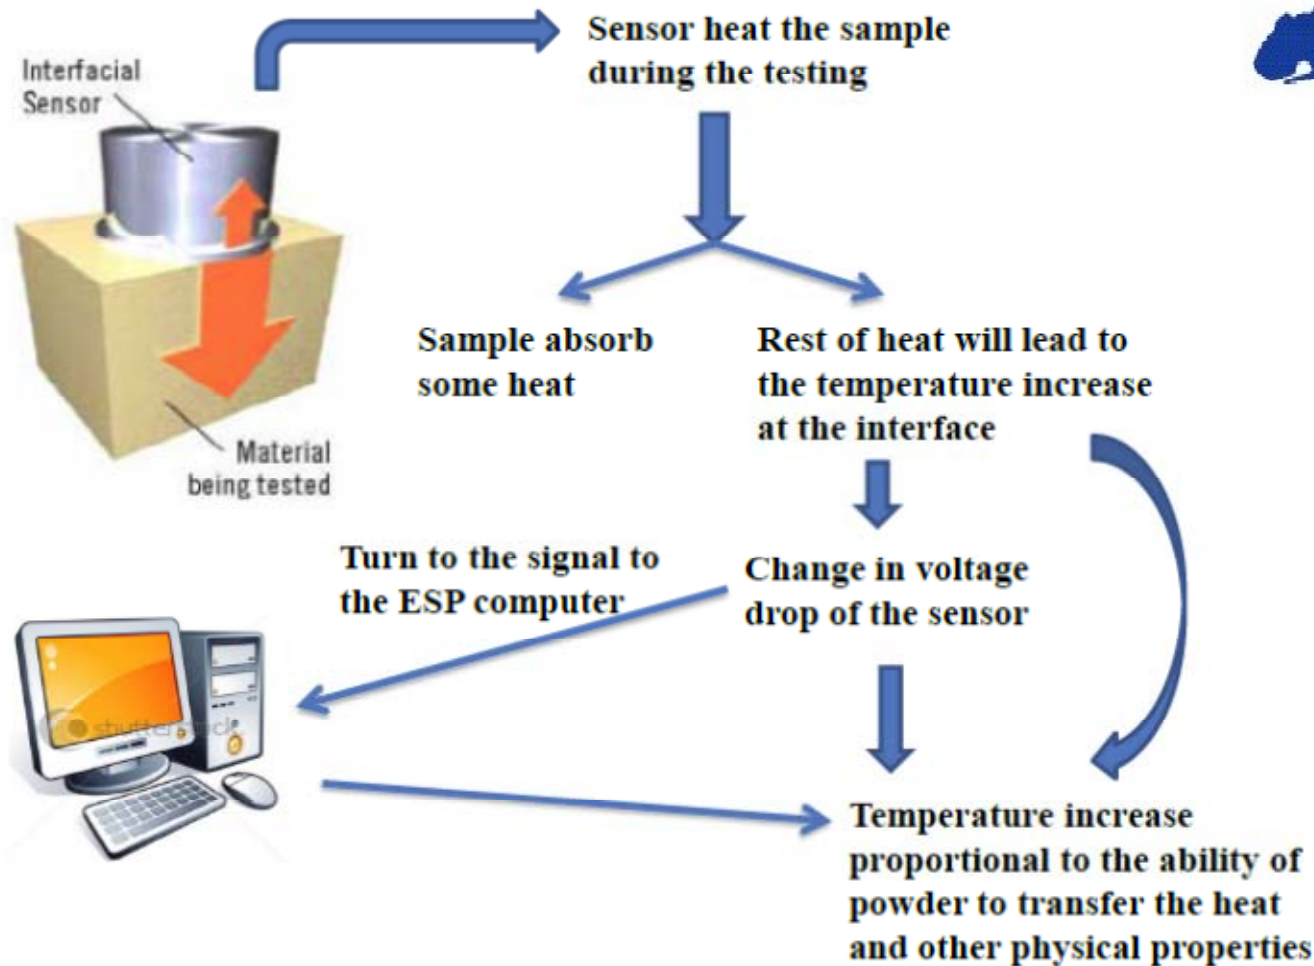 Interfacial
Sensor
Sensor heat the sample
during the testing
Sample absorb
some heat
Rest of heat will lead to
the temperature increase
at the interface
Material
being tested
Turn to the signal to
the ESP computer
Change in voltage
drop of the sensor
shutterstock
Temperature increase
proportional to the ability of
powder to transfer the heat
and other physical properties